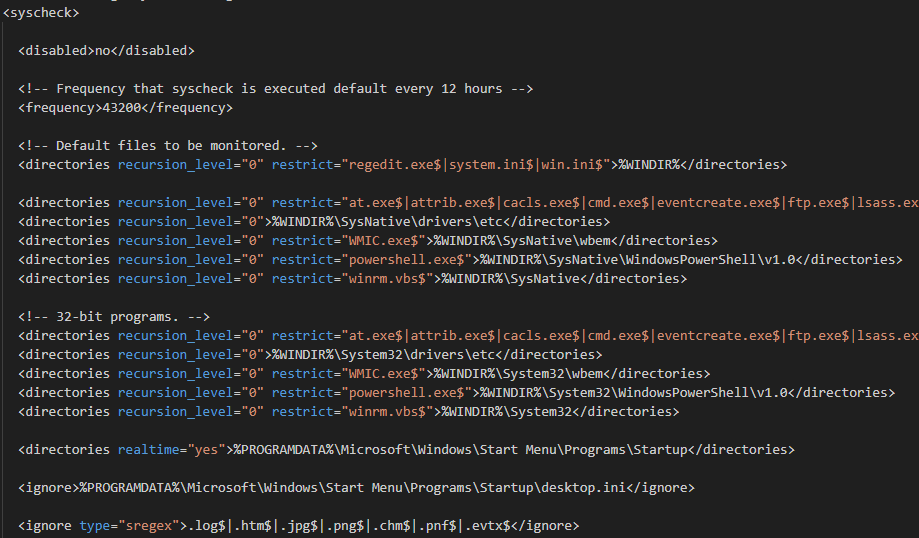 <syscheck>
<disabled>no</disabled>
<!-- Frequency that syscheck is executed default every 12 hours -->
<frequency>43200</frequency>
<!-- Default files to be monitored. -->
<directories recursion_level="0" restrict="regedit.exe$|system.ini$|win.ini$">%WINDIR%</directories>
<directories recursion_level="0" restrict="at.exe$|attrib.exe$|cacls.exe$|cmd.exe$|eventcreate.exe$|ftp.exe$|lsass.ex
<directories recursion_level="0">%WINDIR%\SysNative\drivers\etc</directories>
<directories recursion_level="0" restrict="WMIC.exe$">%WINDIR%\SysNative\wbem</directories>
<directories recursion_level="0" restrict="powershell.exe$">%WINDIR%\SysNative\WindowsPowerShell\v1.0</directories>
<directories recursion_level="0" restrict="winrm.vbs$">%WINDIR%\SysNative</directories>
<!-- 32-bit programs. -->
<directories recursion_level="0" restrict="at.exe$|attrib.exe$|cacls.exe$|cmd.exe$|eventcreate.exe$|ftp.exe$|lsass.ex
<directories recursion_level="0">%WINDIR%\System32\drivers\etc</directories>
<directories recursion_level="0" restrict="WMIC.exe$">%WINDIR%\System32\wbem</directories>
<directories recursion_level="0" restrict="powershell.exe$">%WINDIR%\System32\WindowsPowerShell\v1.0</directories>
<directories recursion_level="0" restrict="winrm.vbs$">%WINDIR%\System32</directories>
<directories realtime="yes">%PROGRAMDATA%\Microsoft\Windows\Start Menu\Programs\Startup</directories>
<ignore>%PROGRAMDATA%\Microsoft\Windows\Start Menu\Programs\Startup\desktop.ini</ignore>
<ignore type="sregex">.log$|.htm$|.jpg$|.png$|.chm$|.pnf$|.evtx$</ignore>